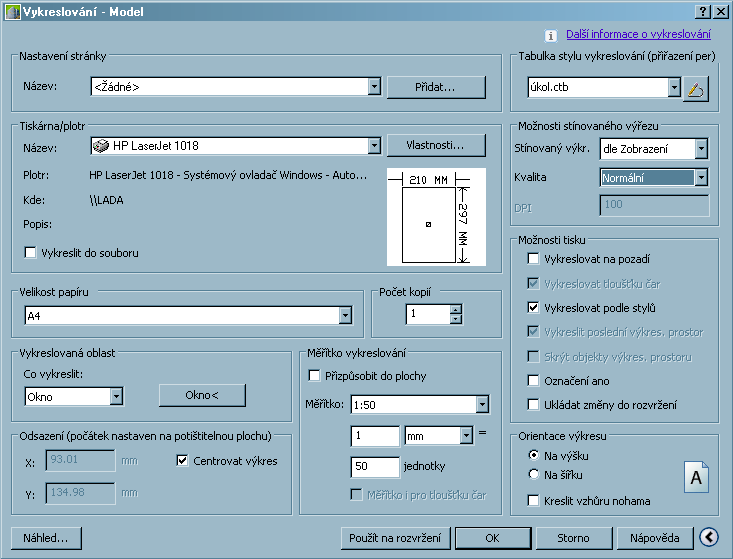 Vykreslování - Model
Další informace o vykreslování
Nastavení stránky
Název:
<Žádné>
Přidat...
Tabulka stylu vykreslování (přiřazení per)
úkol.ctb
Tiskárna/plotr
Název:
HP LaserJet 1018
Vlastnosti...
Plotr:
HP LaserJet 1018 - Systémový ovladač Windows - Auto...
Kde:
\\LADA
Popis:
Vykreslit do souboru
210 MM
297 MM
Možnosti stínovaného výřezu
Stínovaný výkr.
dle Zobrazení
Kvalita
Normální
DPI
100
Velikost papíru
A4
Počet kopií
1
Možnosti tisku
Vykreslovat na pozadí
Vykreslovat tloušťku čar
Vykreslovat podle stylů
Vykreslit poslední výkres. prostor
Skrýt objekty výkres. prostoru
Označení ano
Ukládat změny do rozvržení
Vykreslovaná oblast
Co vykreslit:
Okno
Okno<
Měřítko vykreslování
Přizpůsobit do plochy
Měřítko:
1:50
1
mm
=
50
jednotky
Měřítko i pro tloušťku čar
Odsazení (počátek nastaven na potištitelnou plochu)
X:
93.01
mm
Centrovat výkres
Y:
134.98
mm
Orientace výkresu
Na výšku
Na šířku
Kreslit vzhůru nohama
A
Náhled...
Použít na rozvržení
OK
Storno
Nápověda